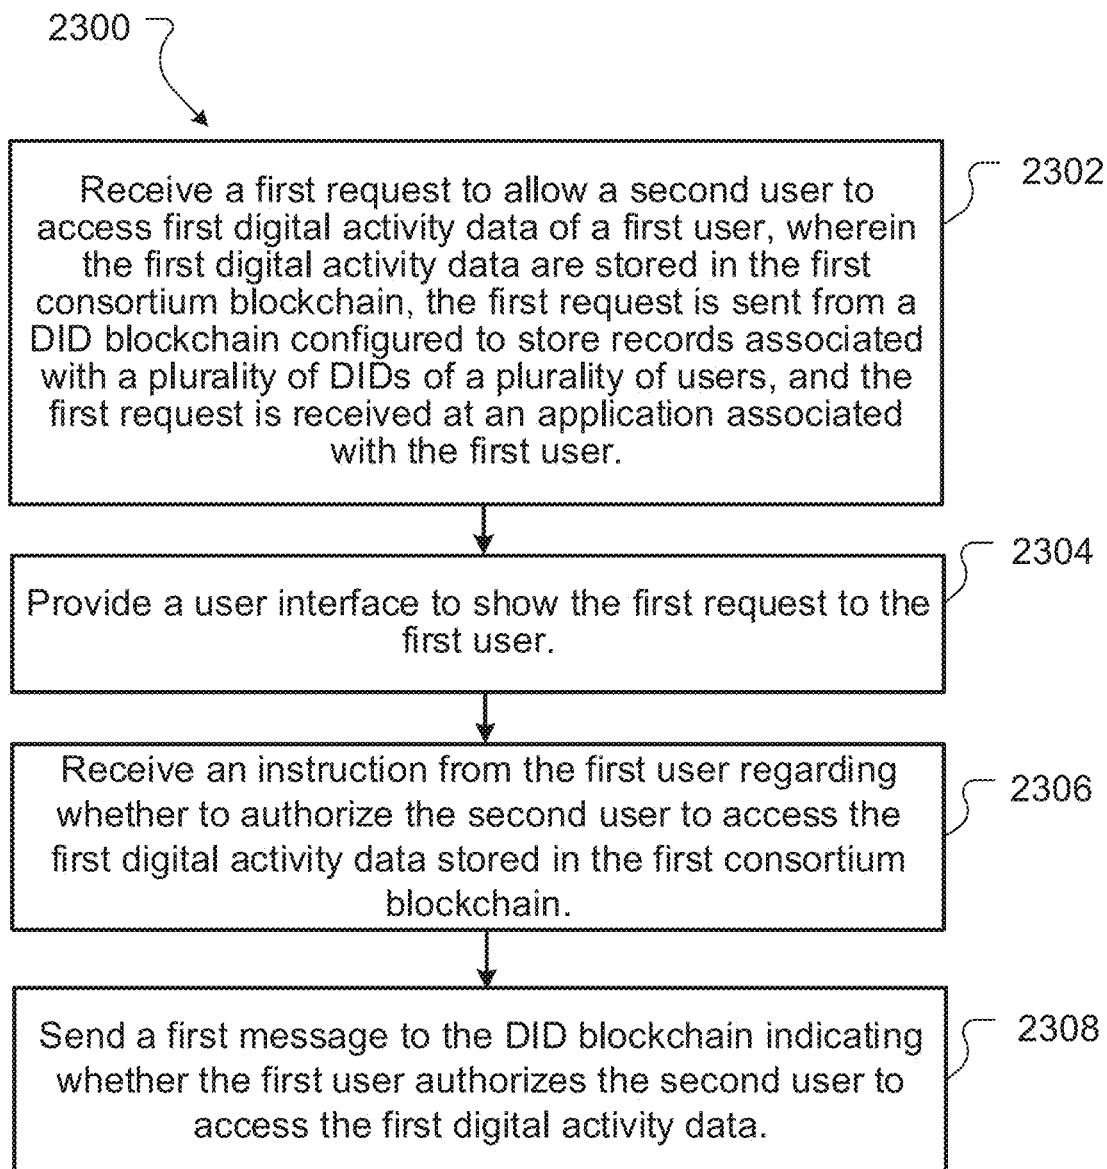 2300
Receive a first request to allow a second user to
access first digital activity data of a first user, wherein
the first digital activity data are stored in the first
consortium blockchain, the first request is sent from a
DID blockchain configured to store records associated
with a plurality of DIDs of a plurality of users, and the
first request is received at an application associated
with the first user.
2302
Provide a user interface to show the first request to the
first user.
2304
Receive an instruction from the first user regarding
whether to authorize the second user to access the
first digital activity data stored in the first consortium
blockchain.
2306
Send a first message to the DID blockchain indicating
whether the first user authorizes the second user to
access the first digital activity data.
2308